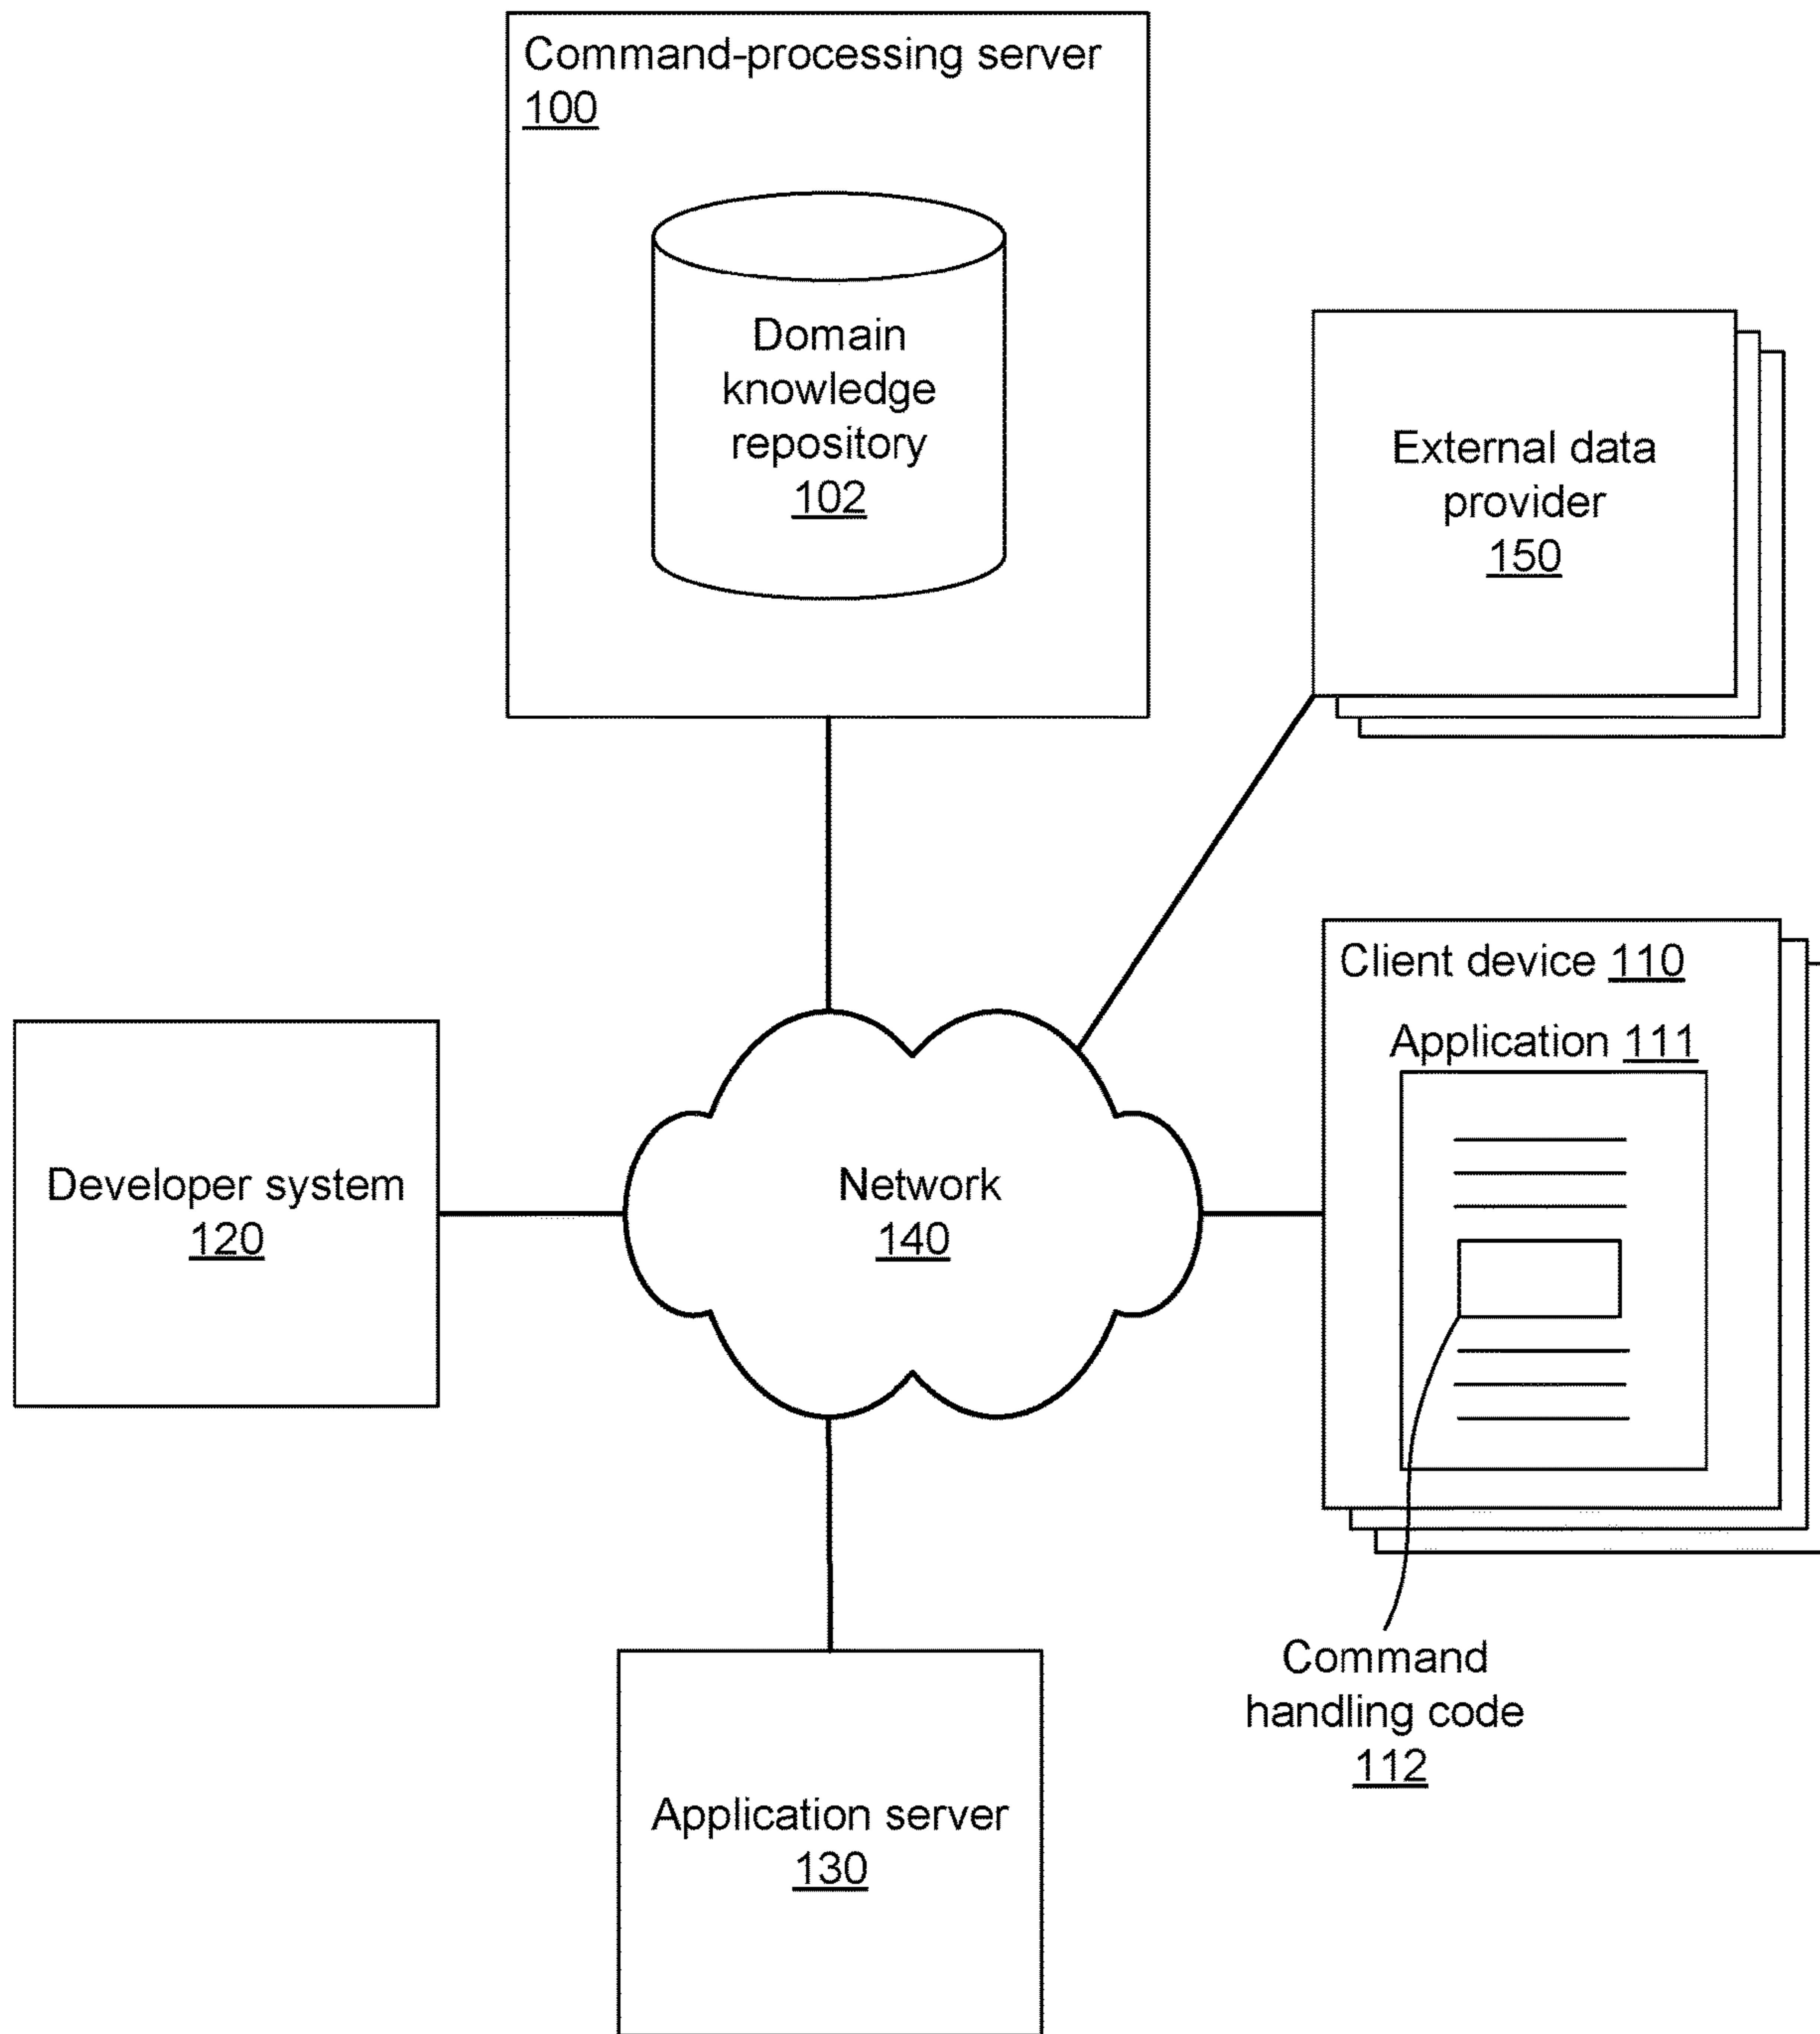 Command-processing server
100
Domain
knowledge
repository
102
External data
provider
150
Client device 110
Application 111
Developer system
120
Network
140
Command
handling code
112
Application server
130